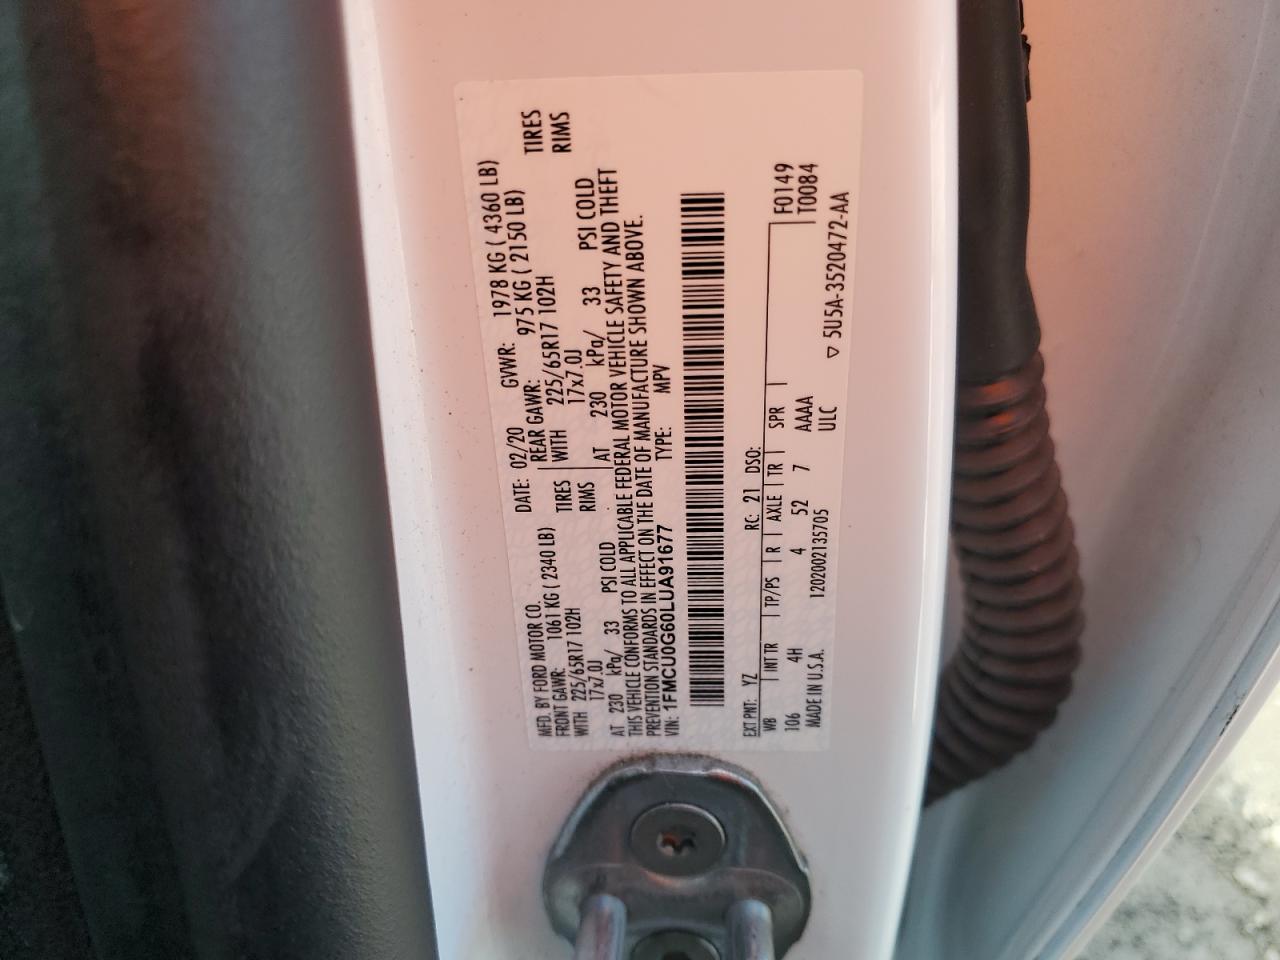 MFD. BY FORD MOTOR CO. DATE: 02/20 GVWR: 1978 KG ( 4360 LB)
FRONT GAWR: 1061 KG ( 2340 LB) REAR GAWR: 975 KG ( 2150 LB)
WITH 225/65R17 102H TIRES WITH 225/65R17 102H TIRES
17x7.0J RIMS 17x7.0J RIMS
AT 230 kPa/ 33 PSI COLD AT 230 kPa/ 33 PSI COLD
THIS VEHICLE CONFORMS TO ALL APPLICABLE FEDERAL MOTOR VEHICLE SAFETY AND THEFT
PREVENTION STANDARDS IN EFFECT ON THE DATE OF MANUFACTURE SHOWN ABOVE.
VIN: 1FMCU0G60LUA91677 TYPE: MPV
EXT PNT: YZ RC: 21 DSO:
WB INT TR TP/PS R AXLE TR SPR F0149
106 4H 4 52 7 AAAA T0084
MADE IN U.S.A. 1202002135705 ULC ▽ 5U5A-3520472-AA